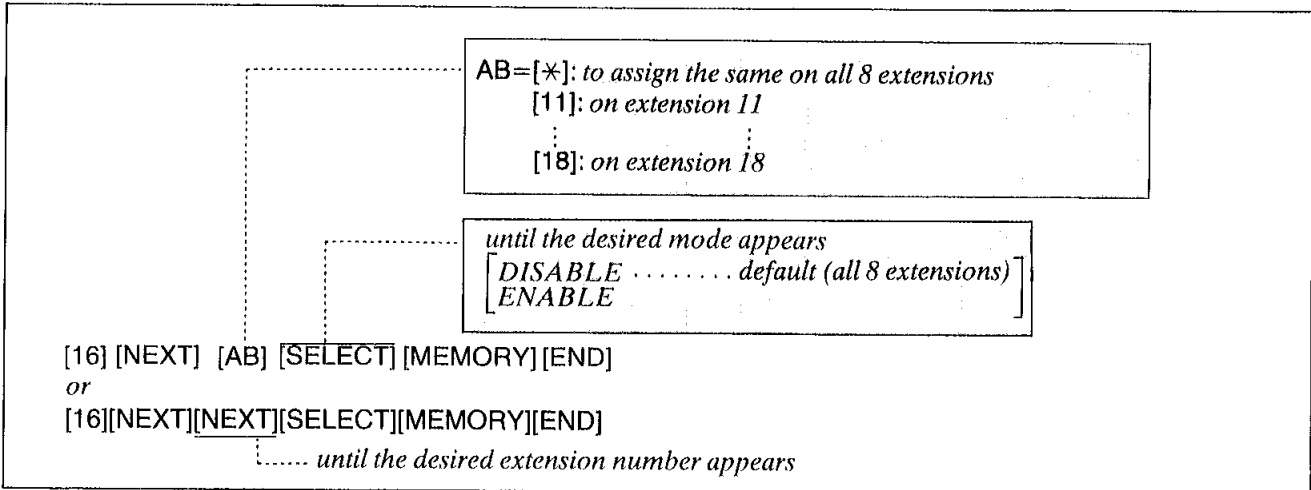 AB=[✳]: to assign the same on all 8 extensions
[11]: on extension 11
[18]: on extension 18
until the desired mode appears
DISABLE ........ default (all 8 extensions)
ENABLE
[16] [NEXT] [AB] [SELECT] [MEMORY] [END]
or
[16][NEXT][NEXT][SELECT][MEMORY][END]
until the desired extension number appears